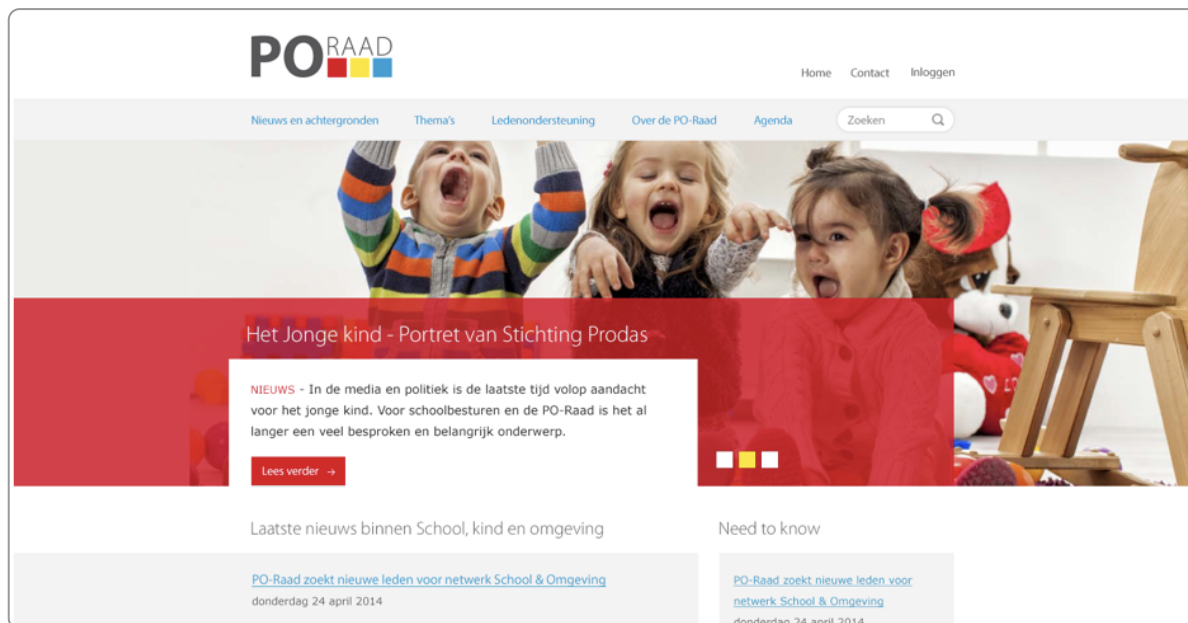 PO RAAD
Home Contact Inloggen
Nieuws en achtergronden Thema's Ledenondersteuning Over de PO-Raad Agenda Zoeken
Het Jonge kind - Portret van Stichting Prodas
NIEUWS - In de media en politiek is de laatste tijd volop aandacht
voor het jonge kind. Voor schoolbesturen en de PO-Raad is het al
langer een veel besproken en belangrijk onderwerp.
Lees verder →
Laatste nieuws binnen School, kind en omgeving
PO-Raad zoekt nieuwe leden voor netwerk School & Omgeving
donderdag 24 april 2014
Need to know
PO-Raad zoekt nieuwe leden voor
netwerk School & Omgeving
donderdag 24 april 2014